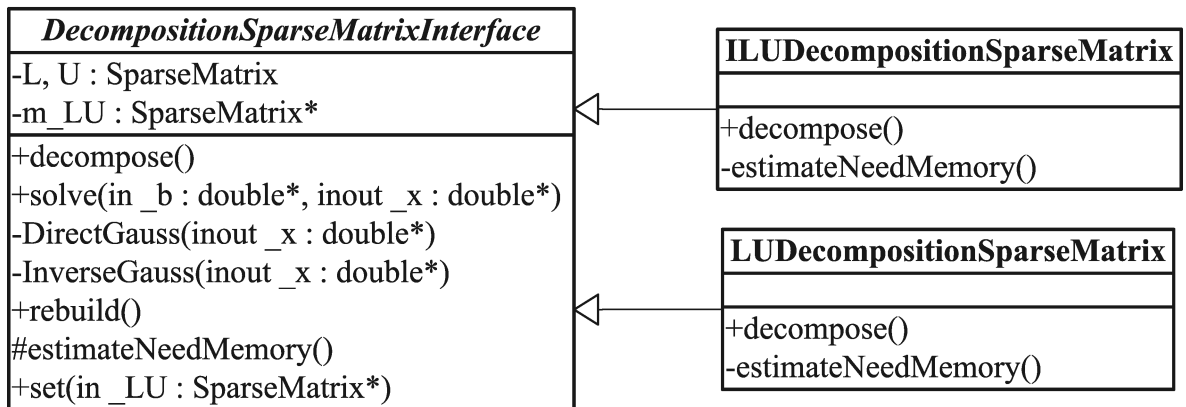 DecompositionSparseMatrixInterface
-L, U : SparseMatrix
-m_LU : SparseMatrix*
+decompose()
+solve(in _b : double*, inout _x : double*)
-DirectGauss(inout _x : double*)
-InverseGauss(inout _x : double*)
+rebuild()
#estimateNeedMemory()
+set(in _LU : SparseMatrix*)
ILUDecompositionSparseMatrix
+decompose()
-estimateNeedMemory()
LUDecompositionSparseMatrix
+decompose()
-estimateNeedMemory()